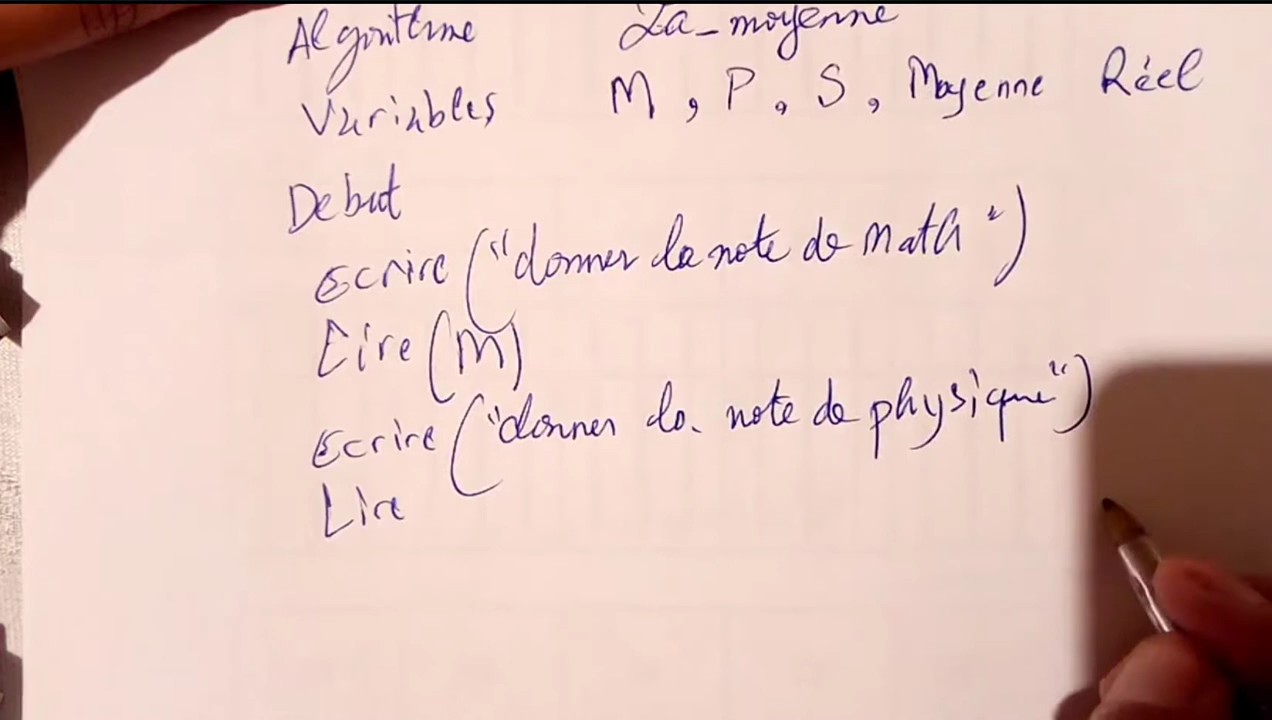 Algorithme La_moyenne
Variables M, P, S, Moyenne Réel
Debut
Ecrire ("donner la note de math")
Lire (M)
Ecrire ("donner la note de physique")
Lire